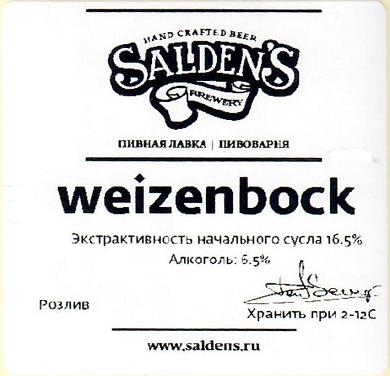 HAND CRAFTED BEER
SALDEN'S
BREWERY
ПИВНАЯ ЛАВКА | ПИВОВАРНЯ
weizenbock
Экстрактивность начального сусла 16.5%
Алкоголь: 6.5%
Розлив
Хранить при 2-12С
www.saldens.ru